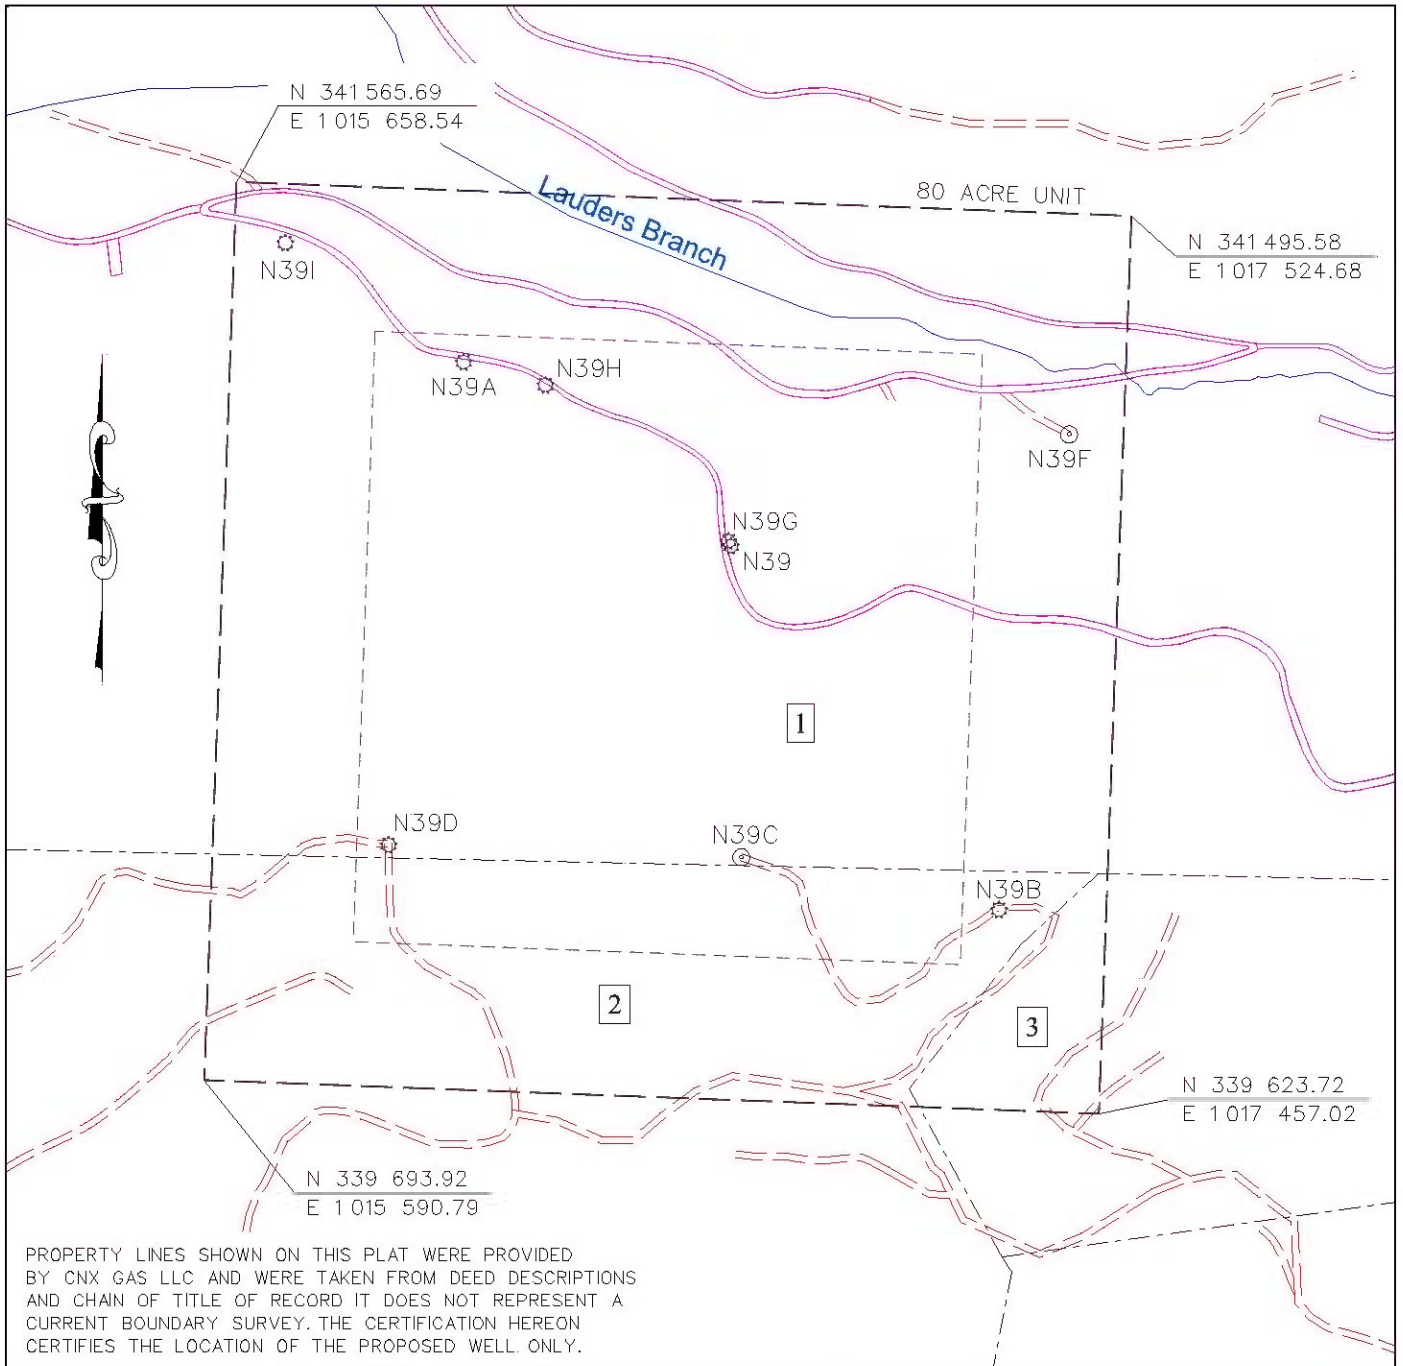 N 341 565.69
E 1 015 658.54
80 ACRE UNIT
Lauders Branch
N 341 495.58
E 1 017 524.68
N39I
N39A
N39H
N39F
N39G
N39
1
N39D
N39C
N39B
2
3
N 339 623.72
E 1 017 457.02
N 339 693.92
E 1 015 590.79
PROPERTY LINES SHOWN ON THIS PLAT WERE PROVIDED
BY CNX GAS LLC AND WERE TAKEN FROM DEED DESCRIPTIONS
AND CHAIN OF TITLE OF RECORD IT DOES NOT REPRESENT A
CURRENT BOUNDARY SURVEY. THE CERTIFICATION HEREON
CERTIFIES THE LOCATION OF THE PROPOSED WELL ONLY.